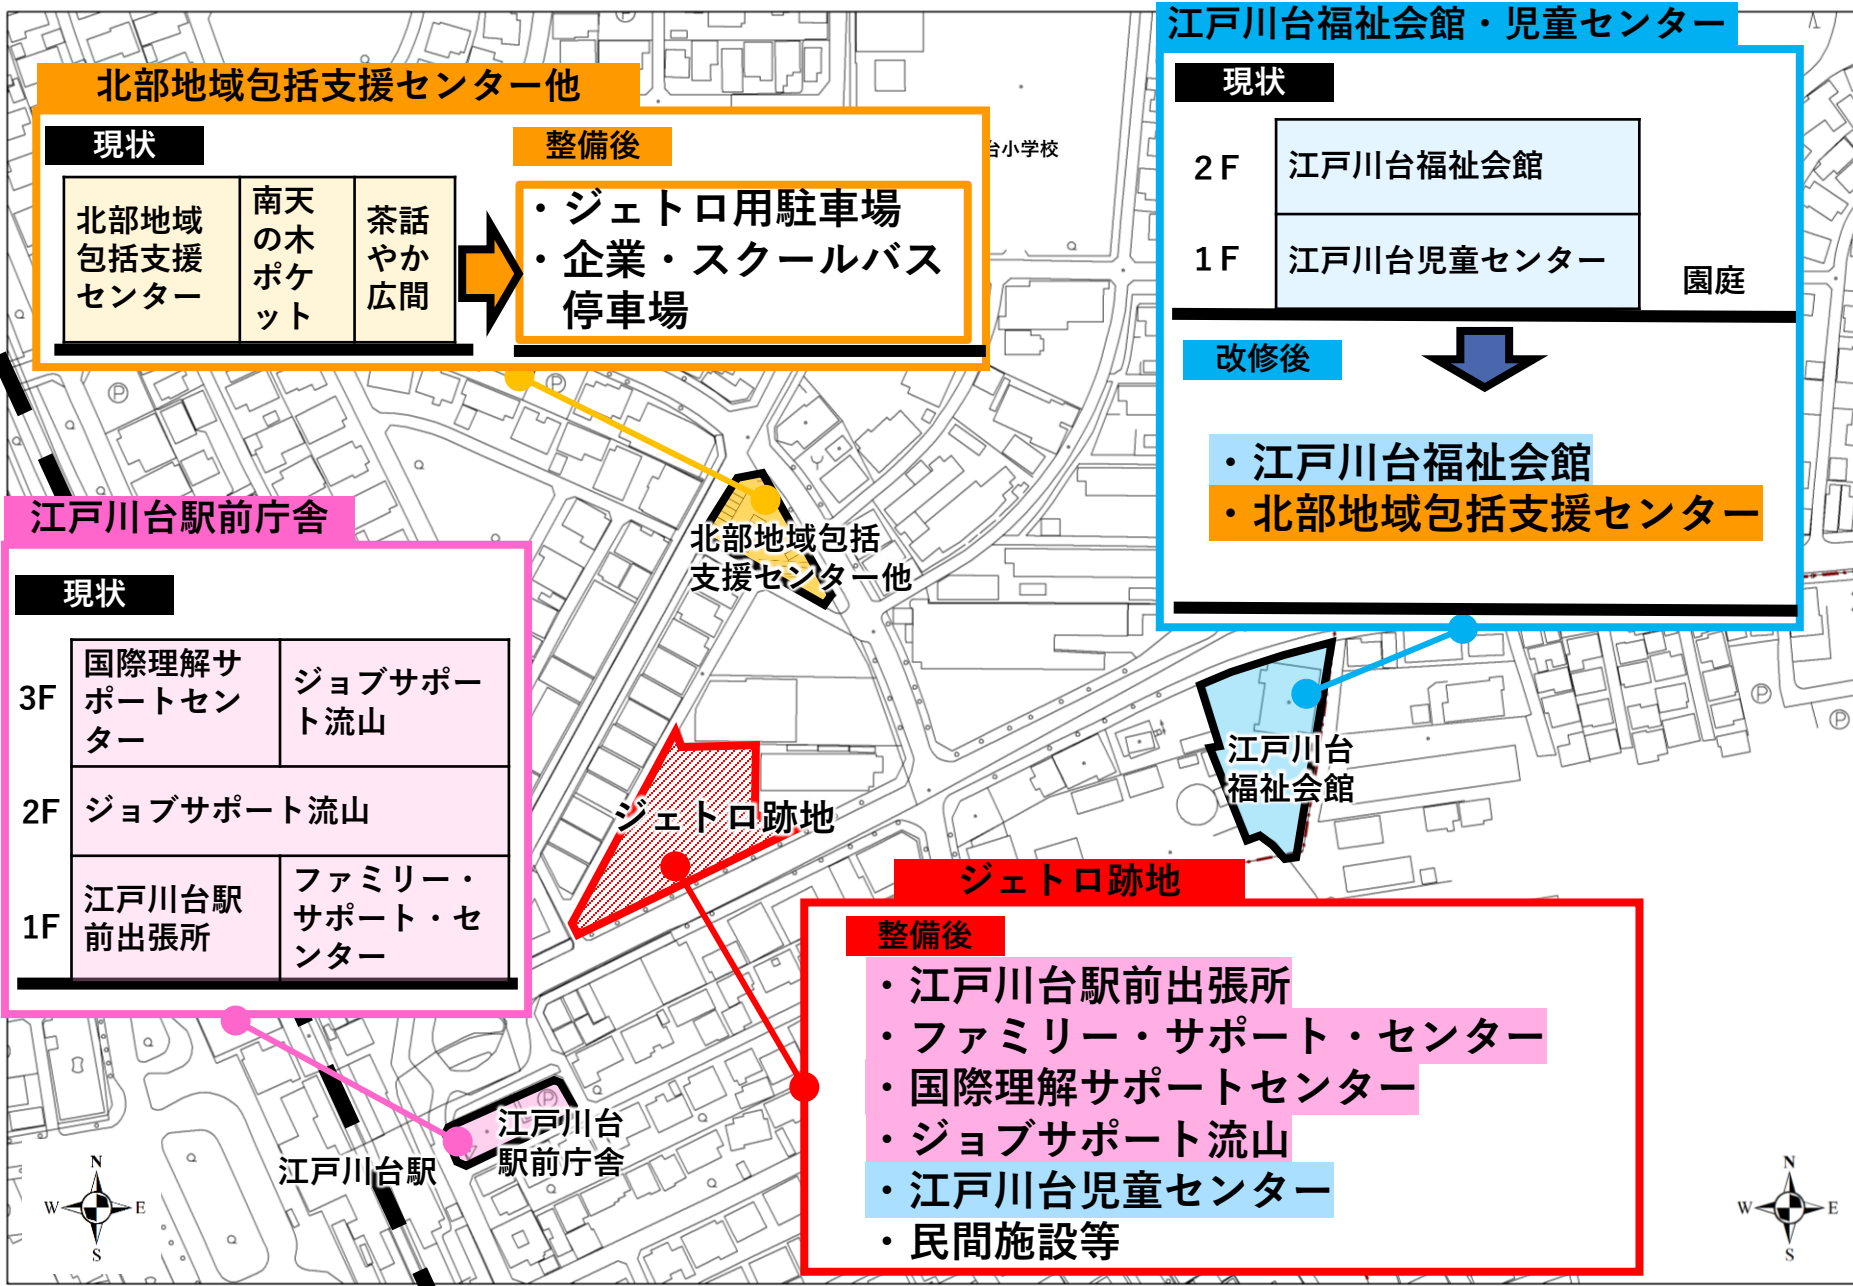 北部地域包括支援センター他
現状
北部地域
包括支援
センター
南天
の木
ポケ
ット
茶話
やか
広間
整備後
・ジェトロ用駐車場
・企業・スクールバス
停車場
台小学校
江戸川台福祉会館・児童センター
現状
2F
江戸川台福祉会館
1F
江戸川台児童センター
園庭
改修後
・江戸川台福祉会館
・北部地域包括支援センター
江戸川台駅前庁舎
現状
3F
国際理解サ
ポートセン
ター
ジョブサポー
ト流山
2F
ジョブサポート流山
1F
江戸川台駅
前出張所
ファミリー・
サポート・セ
ンター
北部地域包括
支援センター他
江戸川台
福祉会館
ジェトロ跡地
ジェトロ跡地
整備後
・江戸川台駅前出張所
・ファミリー・サポート・センター
・国際理解サポートセンター
・ジョブサポート流山
・江戸川台児童センター
・民間施設等
江戸川台
駅前庁舎
江戸川台駅
N
W E
S
N
W E
S
P
P
P
P
P